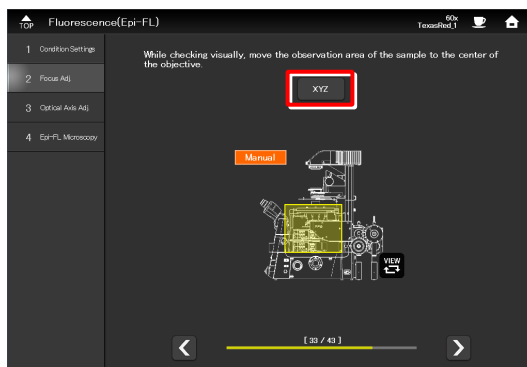 TOP
Fluorescence(Epi-FL)
60x
TexasRed_1
1 Condition Settings
2 Focus Adj.
3 Optical Axis Adj.
4 Epi-FL Microscopy
While checking visually, move the observation area of the sample to the center of
the objective.
XYZ
Manual
VIEW
[ 33 / 43 ]